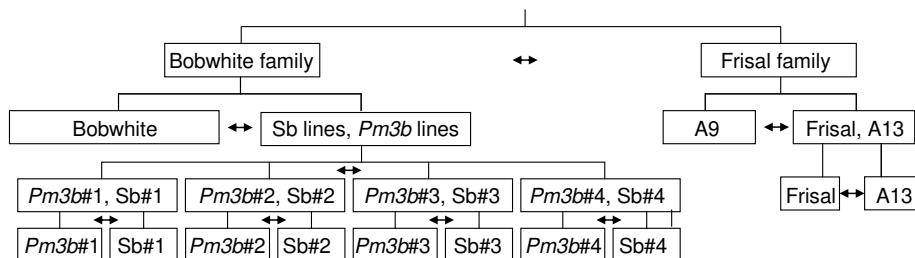 Bobwhite family
Frisal family
Bobwhite
Sb lines, Pm3b lines
A9
Frisal, A13
Pm3b#1, Sb#1
Pm3b#2, Sb#2
Pm3b#3, Sb#3
Pm3b#4, Sb#4
Frisal
A13
Pm3b#1
Sb#1
Pm3b#2
Sb#2
Pm3b#3
Sb#3
Pm3b#4
Sb#4